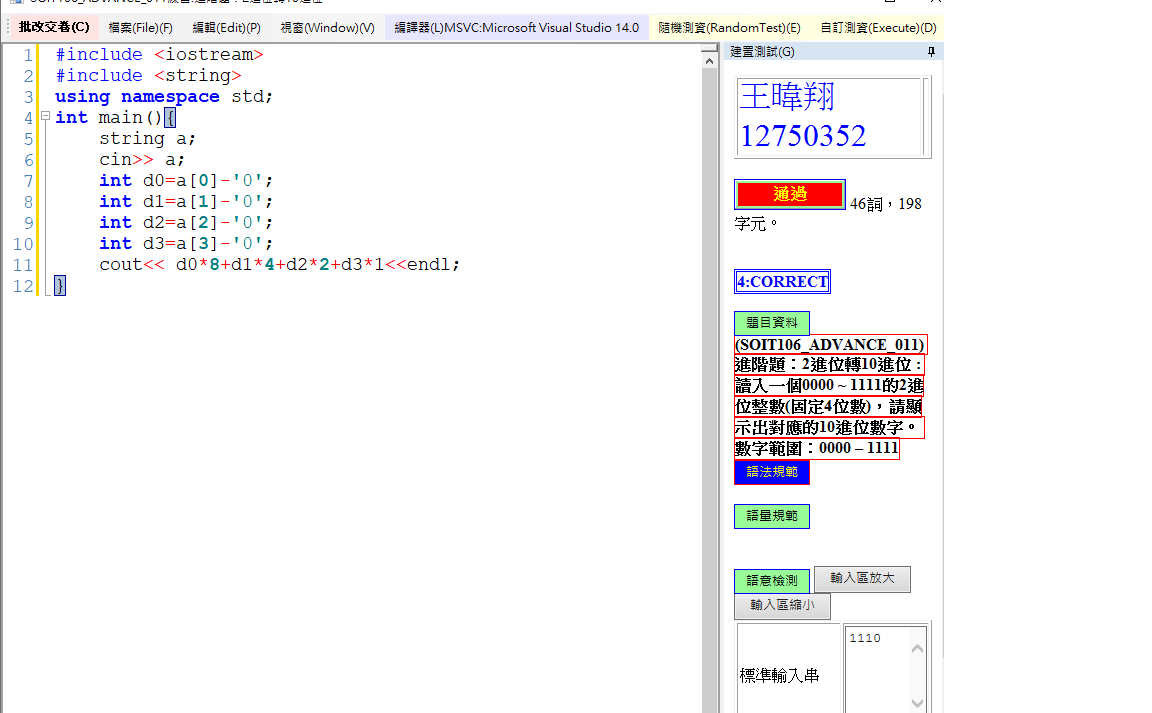 批改交卷(C) 檔案(File)(F) 編輯(Edit)(P) 視窗(Window)(V) 編譯器(L)MSVC:Microsoft Visual Studio 14.0 隨機測資(RandomTest)(E) 自訂測資(Execute)(D)
1 #include <iostream>
2 #include <string>
3 using namespace std;
4 int main(){
5 string a;
6 cin>> a;
7 int d0=a[0]-'0';
8 int d1=a[1]-'0';
9 int d2=a[2]-'0';
10 int d3=a[3]-'0';
11 cout<< d0*8+d1*4+d2*2+d3*1<<endl;
12 }
建置測試(G)
王暐翔
12750352
通過 46詞，198
字元。
4:CORRECT
題目資料
(SOIT106_ADVANCE_011)
進階題：2進位轉10進位：
讀入一個0000 ~ 1111的2進
位整數(固定4位數)，請顯
示出對應的10進位數字。
數字範圍：0000 – 1111
語法規範
語量規範
語意檢測 輸入區放大
輸入區縮小
標準輸入串 1110